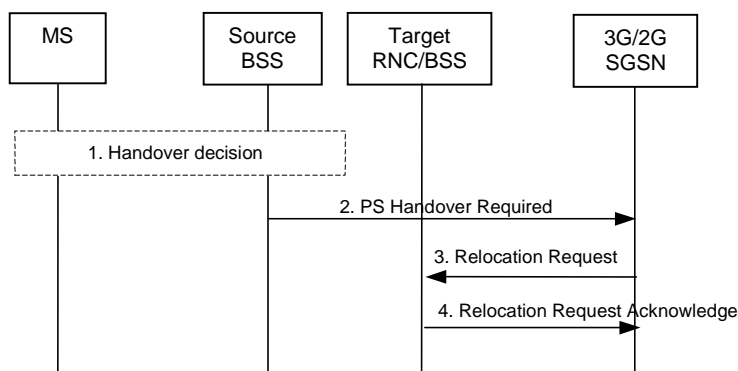 MS
Source
BSS
Target
RNC/BSS
3G/2G
SGSN
1. Handover decision
2. PS Handover Required
3. Relocation Request
4. Relocation Request Acknowledge